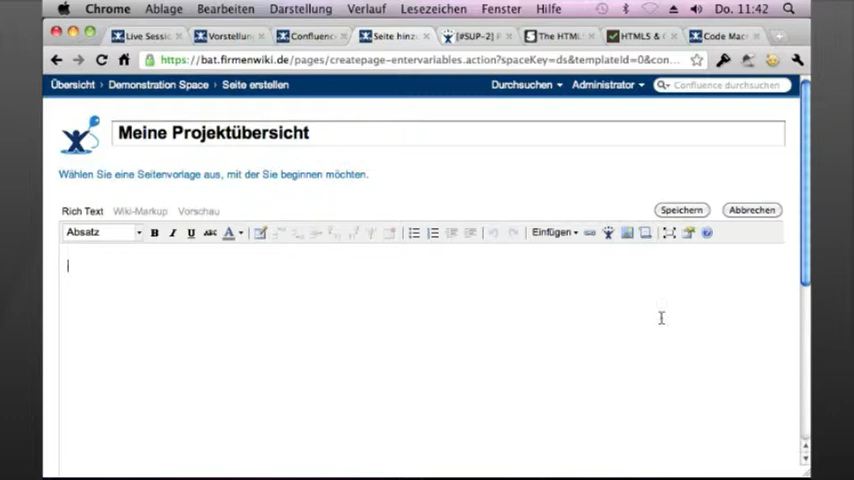 Chrome Ablage Bearbeiten Darstellung Verlauf Lesezeichen Fenster Hilfe Do. 11:42
Live Sessi Vorstellun Confluenc Seite hinz [#SUP-2] F The HTML HTML5 & Code Mac
https://bat.firmenwiki.de/pages/createpage-entervariables.action?spaceKey=ds&templateId=0&con...
Übersicht › Demonstration Space › Seite erstellen Durchsuchen Administrator Confluence durchsuchen
Meine Projektübersicht
Wählen Sie eine Seitenvorlage aus, mit der Sie beginnen möchten.
Rich Text Wiki-Markup Vorschau Speichern Abbrechen
Absatz B I U ABC A Einfügen